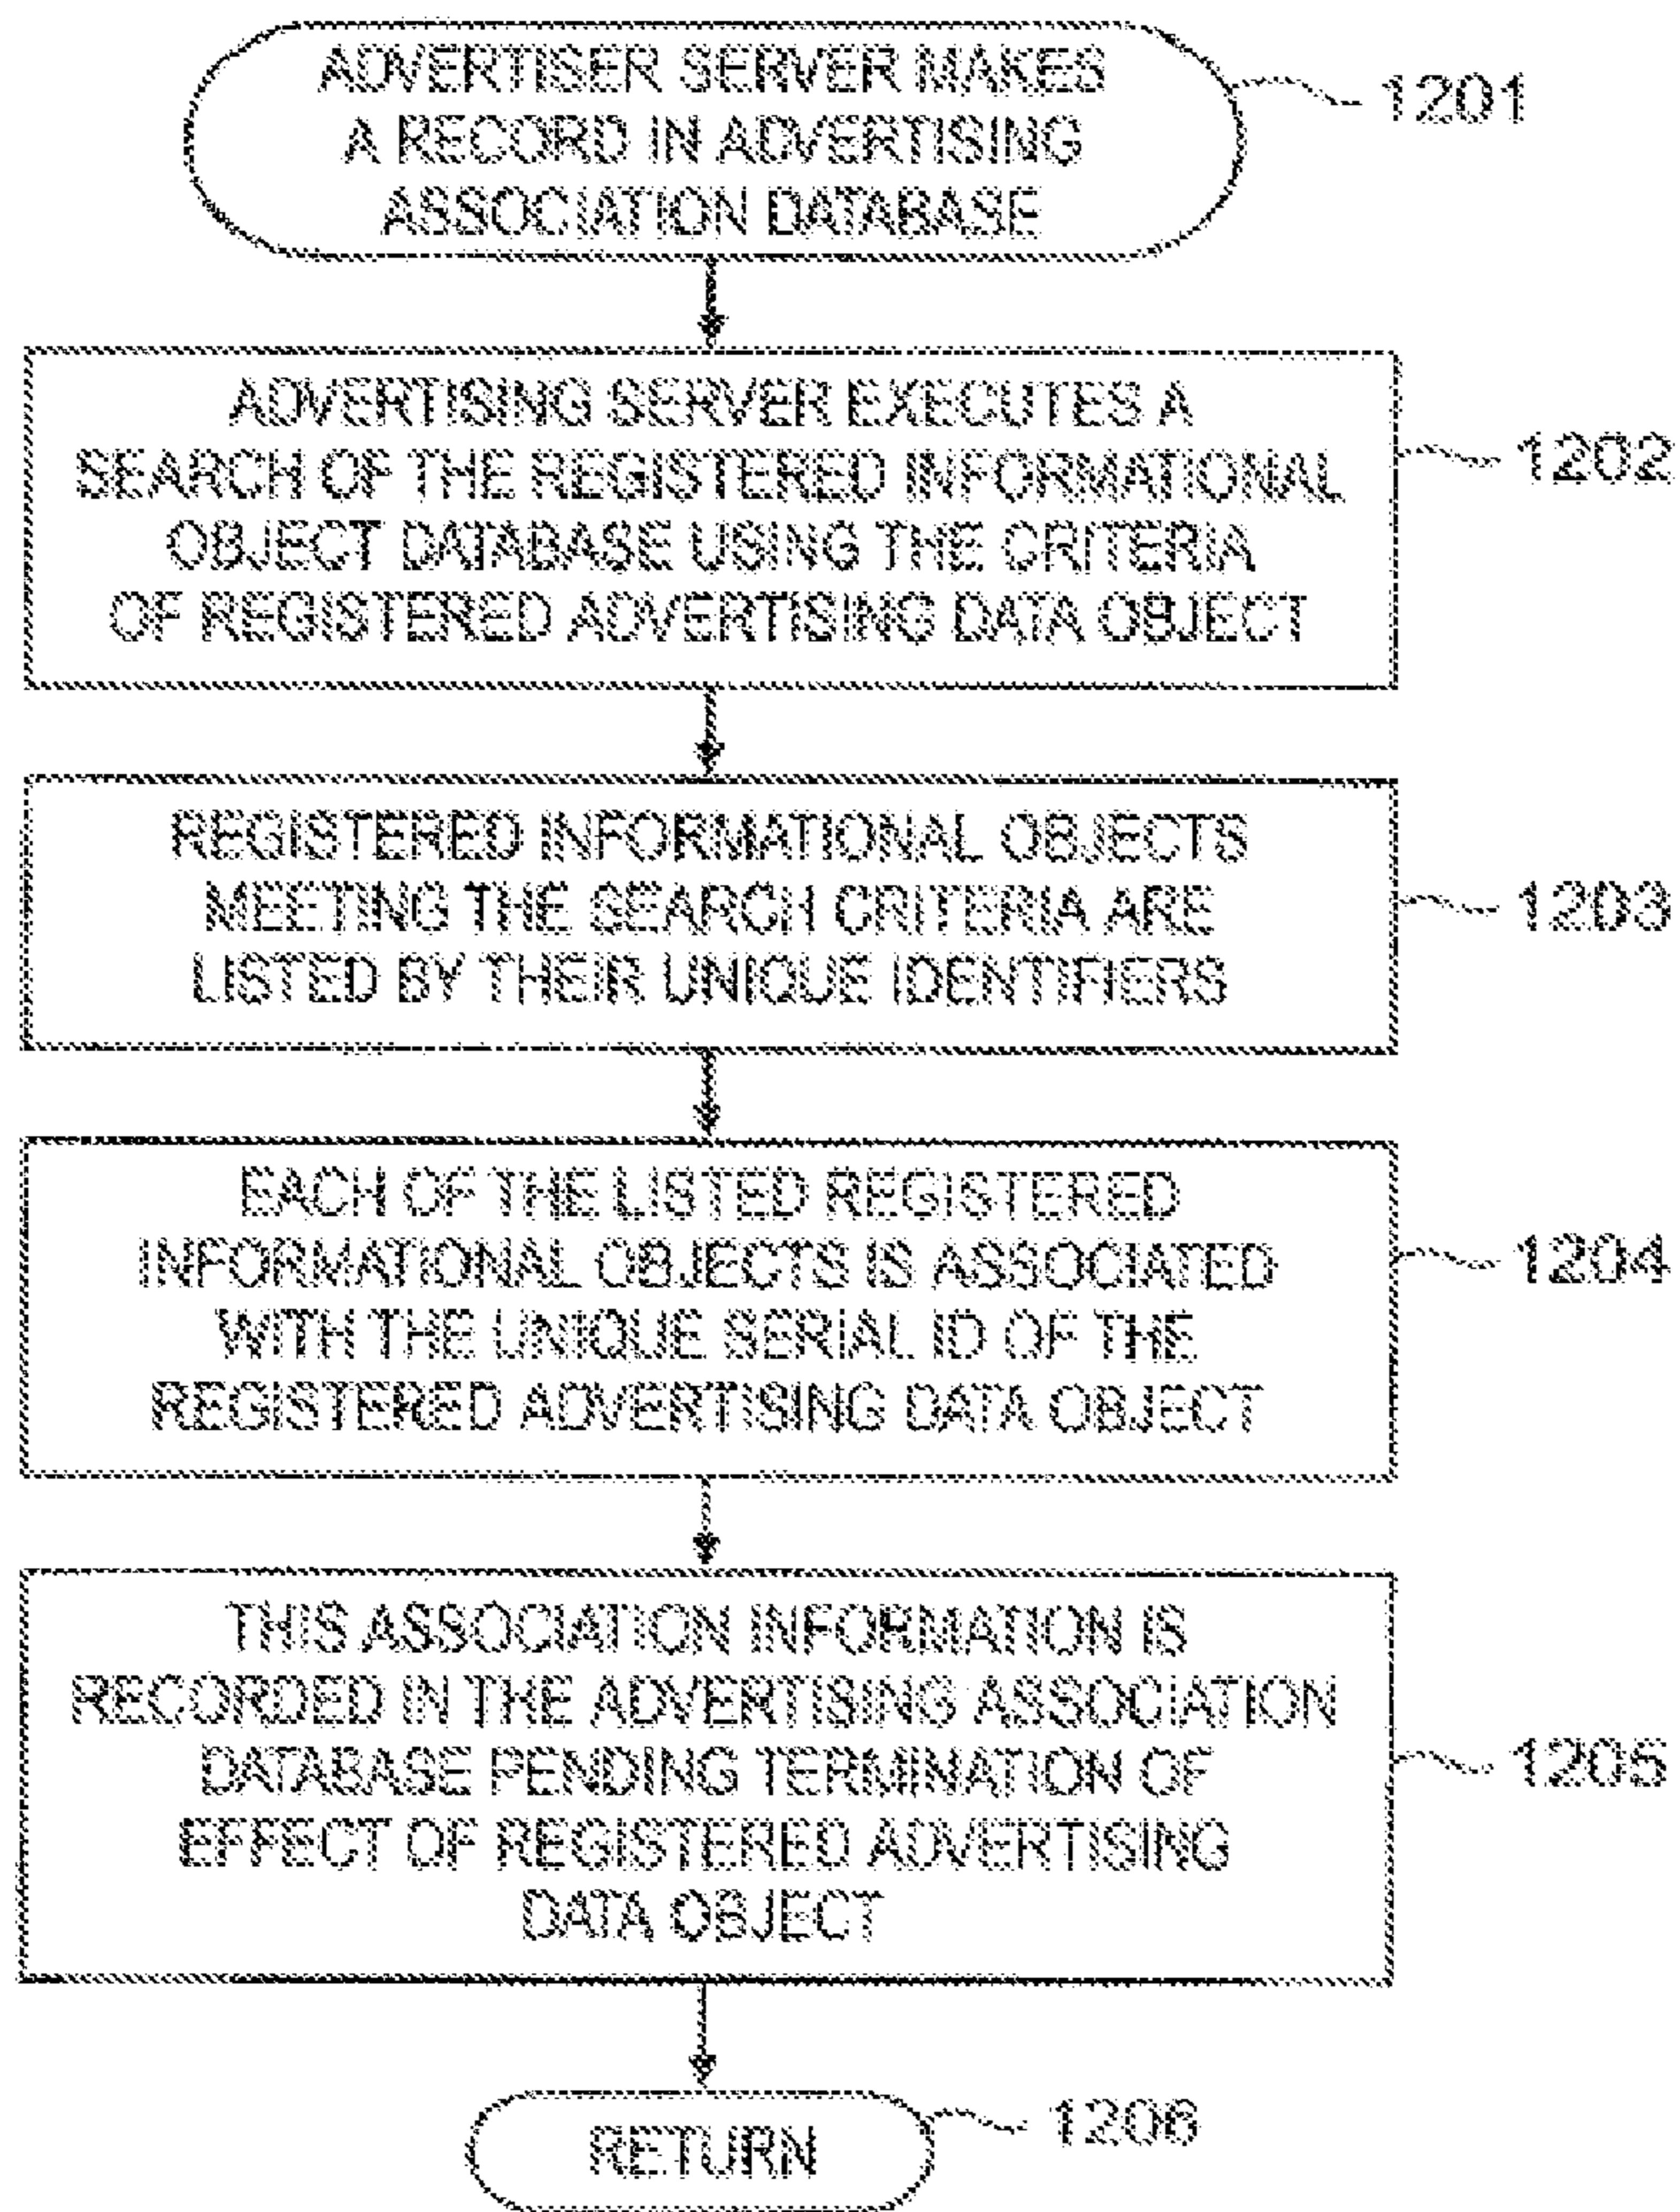 ADVERTISER SERVER MAKES
A RECORD IN ADVERTISING
ASSOCIATION DATABASE
1201
ADVERTISING SERVER EXECUTES A
SEARCH OF THE REGISTERED INFORMATIONAL
OBJECT DATABASE USING THE CRITERIA
OF REGISTERED ADVERTISING DATA OBJECT
1202
REGISTERED INFORMATIONAL OBJECTS
MEETING THE SEARCH CRITERIA ARE
LISTED BY THEIR UNIQUE IDENTIFIERS
1203
EACH OF THE LISTED REGISTERED
INFORMATIONAL OBJECTS IS ASSOCIATED
WITH THE UNIQUE SERIAL ID OF THE
REGISTERED ADVERTISING DATA OBJECT
1204
THIS ASSOCIATION INFORMATION IS
RECORDED IN THE ADVERTISING ASSOCIATION
DATABASE PENDING TERMINATION OF
EFFECT OF REGISTERED ADVERTISING
DATA OBJECT
1205
RETURN
1206